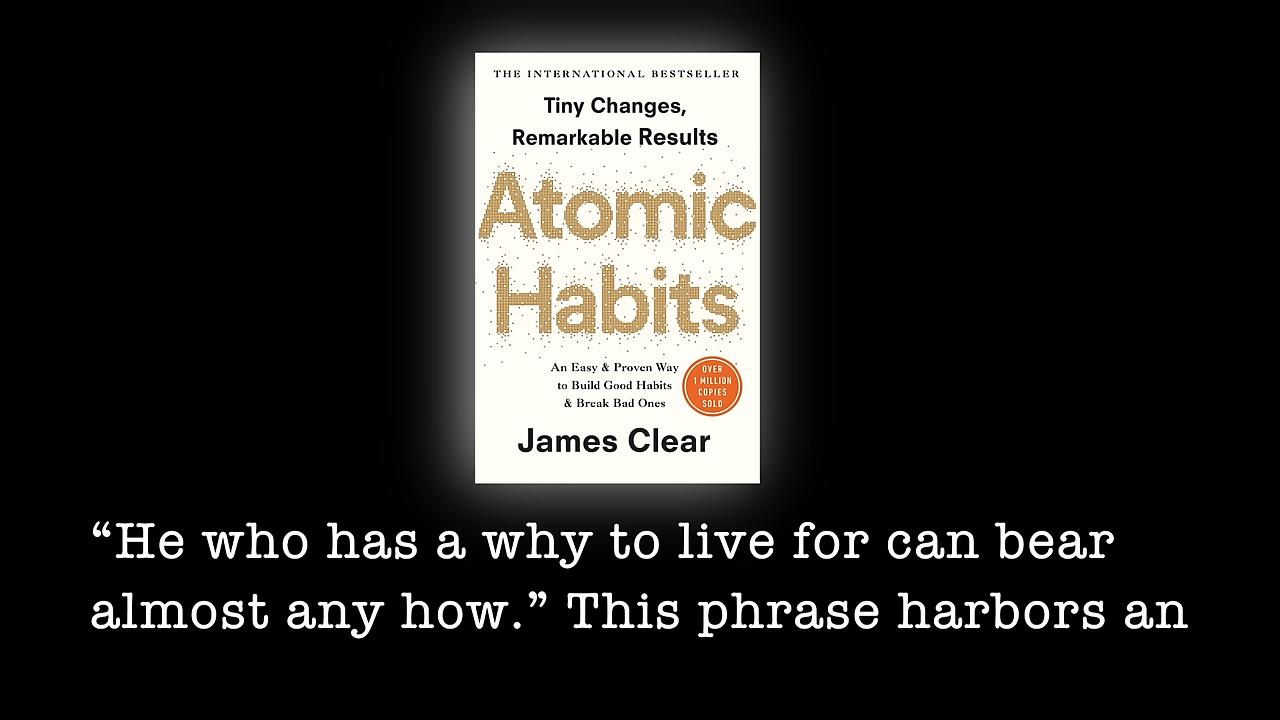 THE INTERNATIONAL BESTSELLER
Tiny Changes,
Remarkable Results
Atomic
Habits
An Easy & Proven Way
to Build Good Habits
& Break Bad Ones
OVER
1 MILLION
COPIES
SOLD
James Clear
“He who has a why to live for can bear
almost any how.” This phrase harbors an